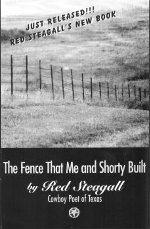 JUST RELEASED!!!
RED STEAGALL'S NEW BOOK
The Fence That Me and Shorty Built
by Red Steagall
Cowboy Poet of Texas